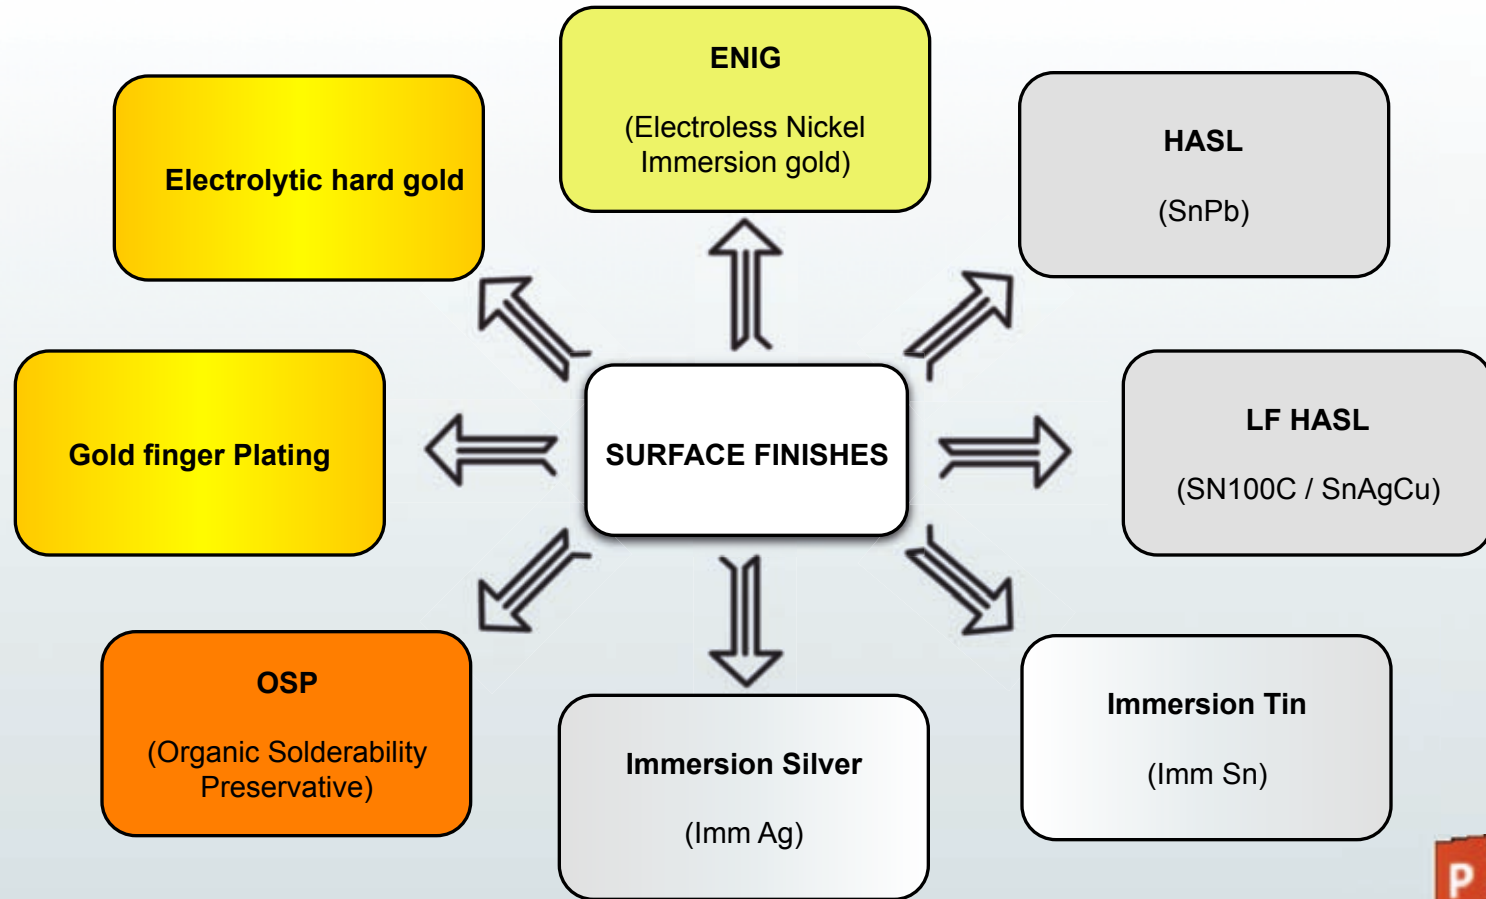 ENIG
(Electroless Nickel
Immersion gold)
HASL
(SnPb)
Electrolytic hard gold
LF HASL
(SN100C / SnAgCu)
Gold finger Plating
SURFACE FINISHES
OSP
(Organic Solderability
Preservative)
Immersion Silver
(Imm Ag)
Immersion Tin
(Imm Sn)
P